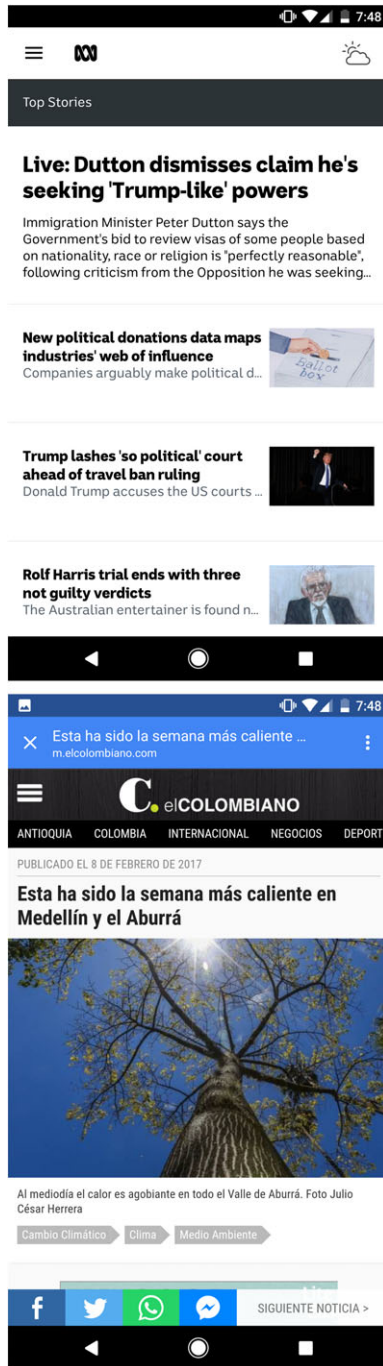 7:48
Top Stories
Live: Dutton dismisses claim he's
seeking 'Trump-like' powers
Immigration Minister Peter Dutton says the
Government's bid to review visas of some people based
on nationality, race or religion is "perfectly reasonable",
following criticism from the Opposition he was seeking...
New political donations data maps
industries' web of influence
Companies arguably make political d...
Ballot
box
Trump lashes 'so political' court
ahead of travel ban ruling
Donald Trump accuses the US courts ...
Rolf Harris trial ends with three
not guilty verdicts
The Australian entertainer is found n...
7:48
Esta ha sido la semana más caliente ...
m.elcolombiano.com
C. elCOLOMBIANO
ANTIOQUIA COLOMBIA INTERNACIONAL NEGOCIOS DEPORT
PUBLICADO EL 8 DE FEBRERO DE 2017
Esta ha sido la semana más caliente en
Medellín y el Aburrá
Al mediodía el calor es agobiante en todo el Valle de Aburrá. Foto Julio
César Herrera
Cambio Climático Clima Medio Ambiente
SIGUIENTE NOTICIA >